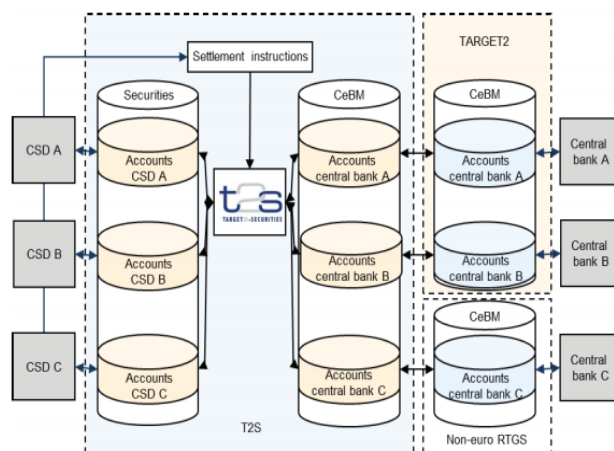 TARGET2
Settlement instructions
Securities
CeBM
CeBM
CSD A
Accounts
CSD A
Accounts
central bank A
Accounts
central bank A
Central
bank A
t2s
TARGET2-SECURITIES
CSD B
Accounts
CSD B
Accounts
central bank B
Accounts
central bank B
Central
bank B
CeBM
CSD C
Accounts
CSD C
Accounts
central bank C
Accounts
central bank C
Central
bank C
T2S
Non-euro RTGS